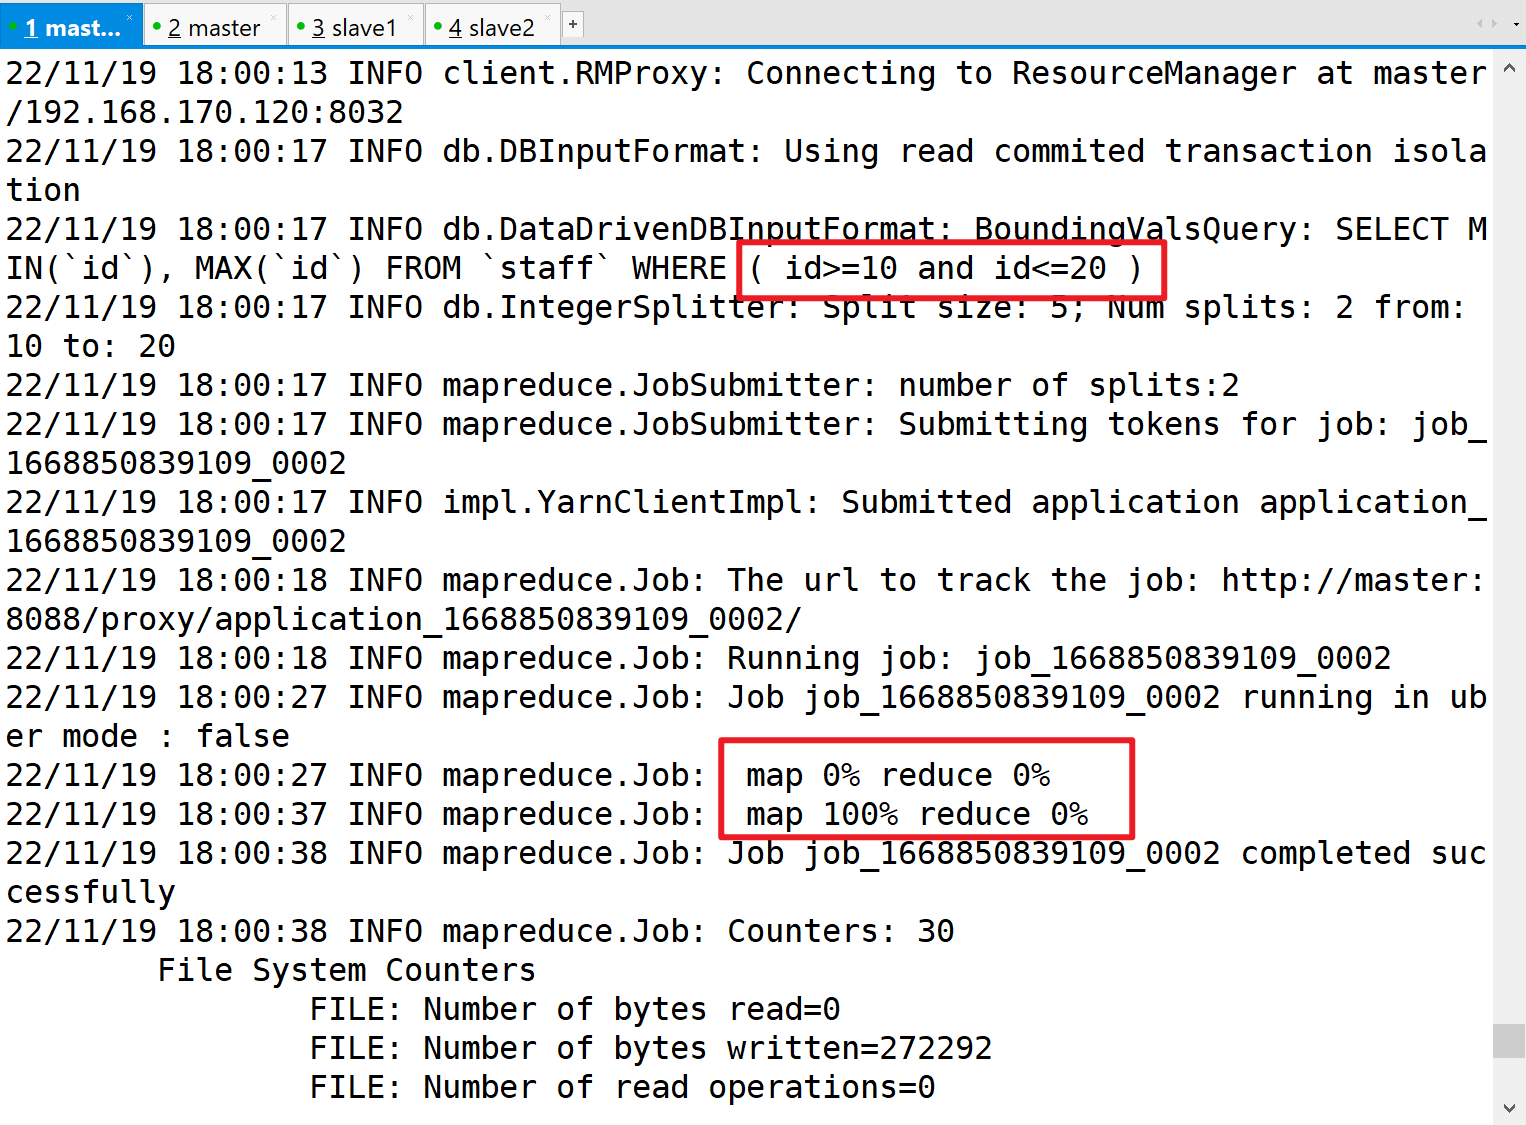 1 mast... × 2 master × 3 slave1 × 4 slave2 × +
22/11/19 18:00:13 INFO client.RMProxy: Connecting to ResourceManager at master
/192.168.170.120:8032
22/11/19 18:00:17 INFO db.DBInputFormat: Using read commited transaction isola
tion
22/11/19 18:00:17 INFO db.DataDrivenDBInputFormat: BoundingValsQuery: SELECT M
IN(`id`), MAX(`id`) FROM `staff` WHERE ( id>=10 and id<=20 )
22/11/19 18:00:17 INFO db.IntegerSplitter: Split size: 5; Num splits: 2 from:
10 to: 20
22/11/19 18:00:17 INFO mapreduce.JobSubmitter: number of splits:2
22/11/19 18:00:17 INFO mapreduce.JobSubmitter: Submitting tokens for job: job_
1668850839109_0002
22/11/19 18:00:17 INFO impl.YarnClientImpl: Submitted application application_
1668850839109_0002
22/11/19 18:00:18 INFO mapreduce.Job: The url to track the job: http://master:
8088/proxy/application_1668850839109_0002/
22/11/19 18:00:18 INFO mapreduce.Job: Running job: job_1668850839109_0002
22/11/19 18:00:27 INFO mapreduce.Job: Job job_1668850839109_0002 running in ub
er mode : false
22/11/19 18:00:27 INFO mapreduce.Job:  map 0% reduce 0%
22/11/19 18:00:37 INFO mapreduce.Job:  map 100% reduce 0%
22/11/19 18:00:38 INFO mapreduce.Job: Job job_1668850839109_0002 completed suc
cessfully
22/11/19 18:00:38 INFO mapreduce.Job: Counters: 30
File System Counters
FILE: Number of bytes read=0
FILE: Number of bytes written=272292
FILE: Number of read operations=0